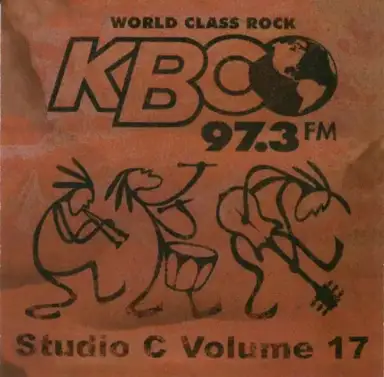 WORLD CLASS ROCK
KBCO
97.3 FM
Studio C Volume 17